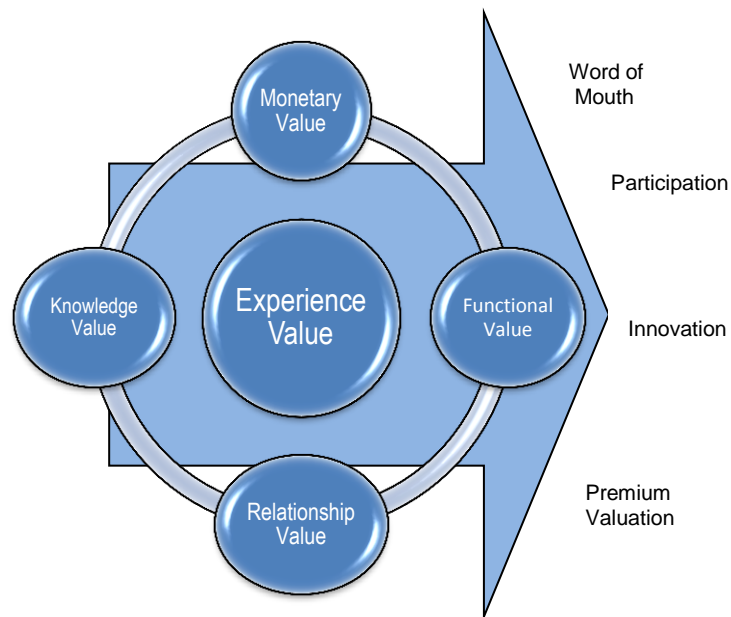 Monetary
Value
Word of
Mouth
Participation
Knowledge
Value
Experience
Value
Functional
Value
Innovation
Relationship
Value
Premium
Valuation